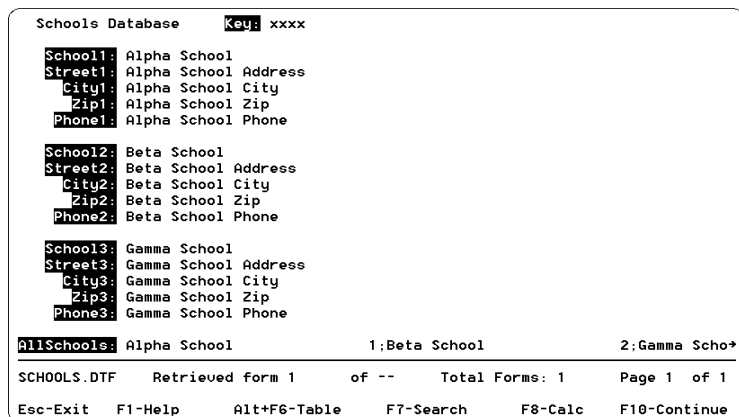 Schools Database Key: xxxx
School1: Alpha School
Street1: Alpha School Address
City1: Alpha School City
Zip1: Alpha School Zip
Phone1: Alpha School Phone
School2: Beta School
Street2: Beta School Address
City2: Beta School City
Zip2: Beta School Zip
Phone2: Beta School Phone
School3: Gamma School
Street3: Gamma School Address
City3: Gamma School City
Zip3: Gamma School Zip
Phone3: Gamma School Phone
AllSchools: Alpha School 1;Beta School 2;Gamma Scho→
SCHOOLS.DTF Retrieved form 1 of -- Total Forms: 1 Page 1 of 1
Esc-Exit F1-Help Alt+F6-Table F7-Search F8-Calc F10-Continue